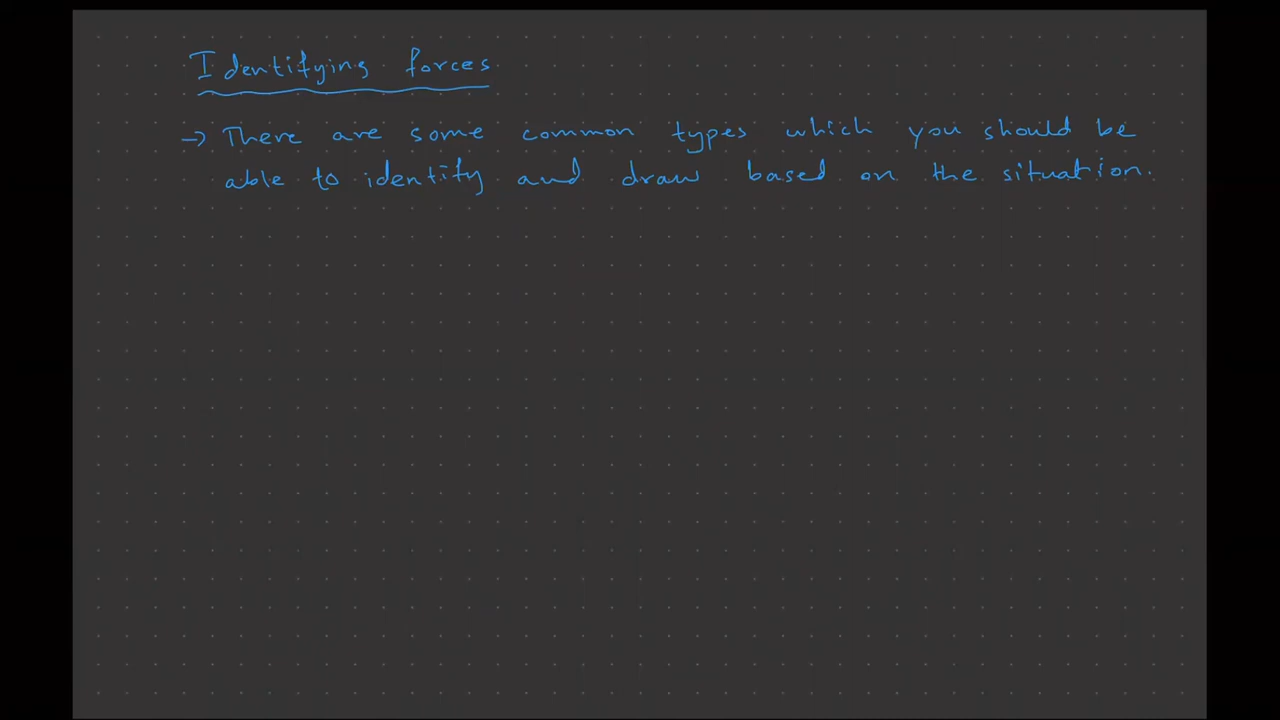 Identifying forces
→ There are some common types which you should be
able to identify and draw based on the situation.